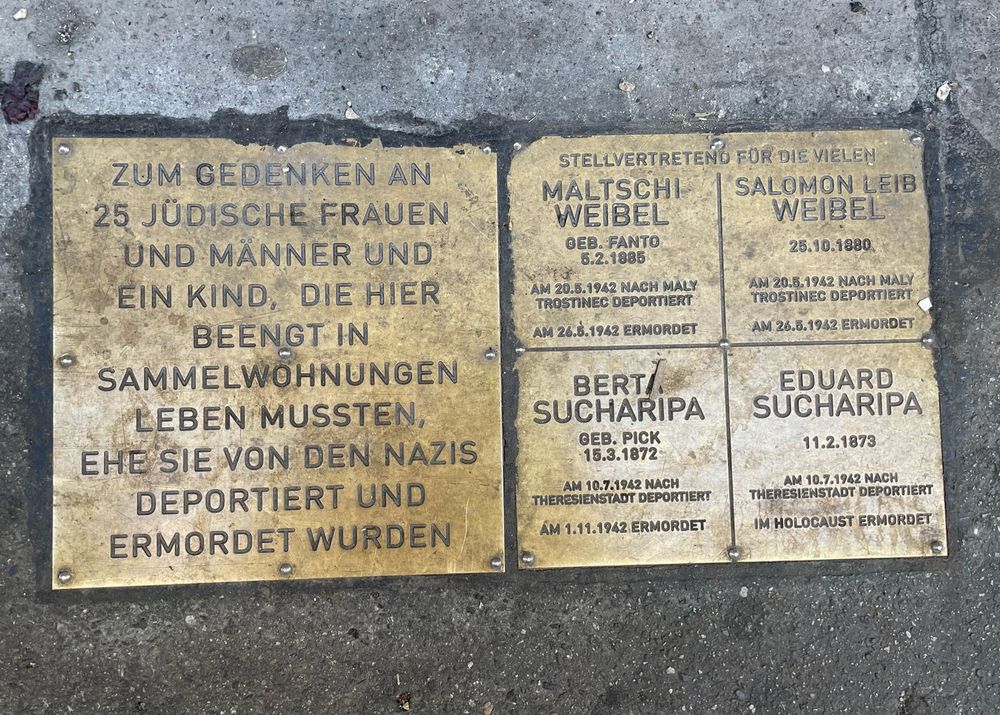 ZUM GEDENKEN AN
25 JÜDISCHE FRAUEN
UND MÄNNER UND
EIN KIND, DIE HIER
BEENGT IN
SAMMELWOHNUNGEN
LEBEN MUSSTEN,
EHE SIE VON DEN NAZIS
DEPORTIERT UND
ERMORDET WURDEN
STELLVERTRETEND FÜR DIE VIELEN
MALTSCHI
WEIBEL
GEB. FANTO
5.2.1885
AM 20.5.1942 NACH MALY
TROSTINEC DEPORTIERT
AM 26.5.1942 ERMORDET
SALOMON LEIB
WEIBEL
25.10.1880
AM 20.5.1942 NACH MALY
TROSTINEC DEPORTIERT
AM 26.5.1942 ERMORDET
BERTA
SUCHARIPA
GEB. PICK
15.3.1872
AM 10.7.1942 NACH
THERESIENSTADT DEPORTIERT
AM 1.11.1942 ERMORDET
EDUARD
SUCHARIPA
11.2.1873
AM 10.7.1942 NACH
THERESIENSTADT DEPORTIERT
IM HOLOCAUST ERMORDET